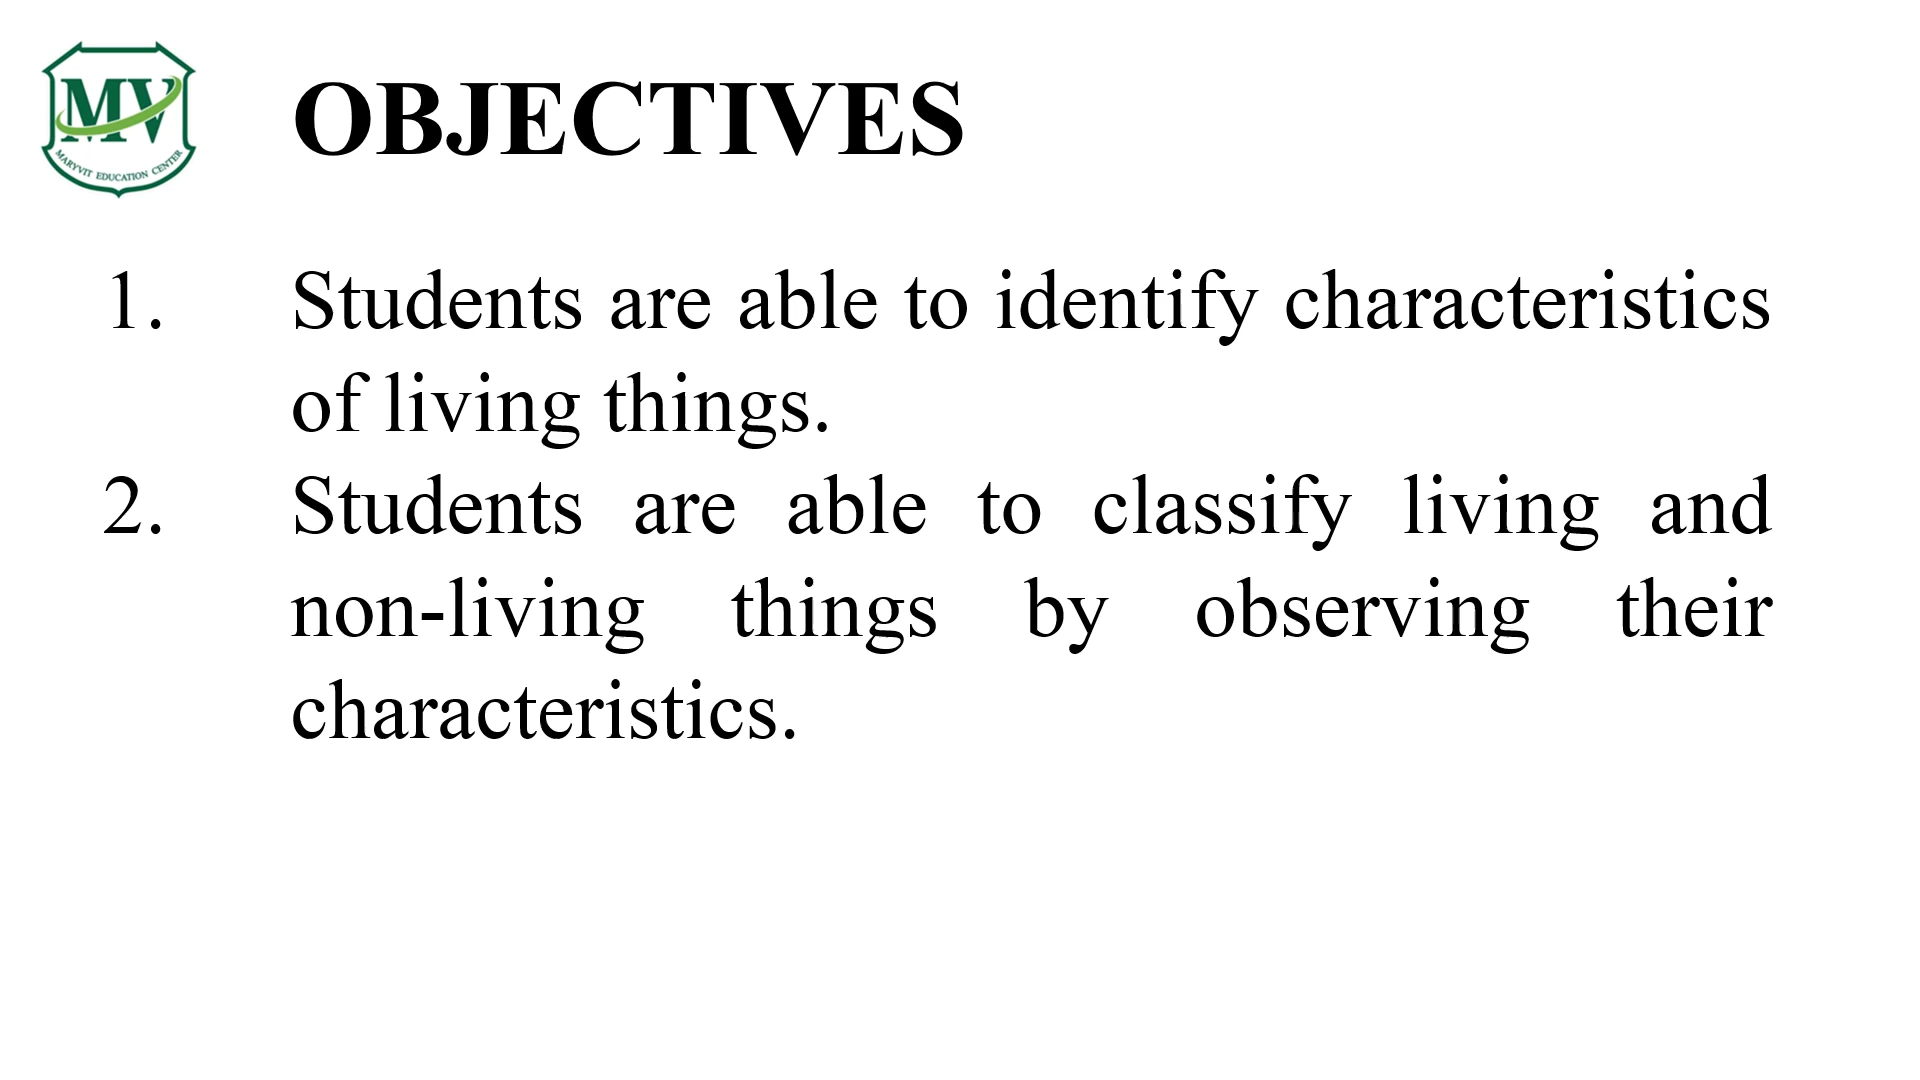 MV
MARYVIT EDUCATION CENTER
OBJECTIVES
1. Students are able to identify characteristics
of living things.
2. Students are able to classify living and
non-living things by observing their
characteristics.